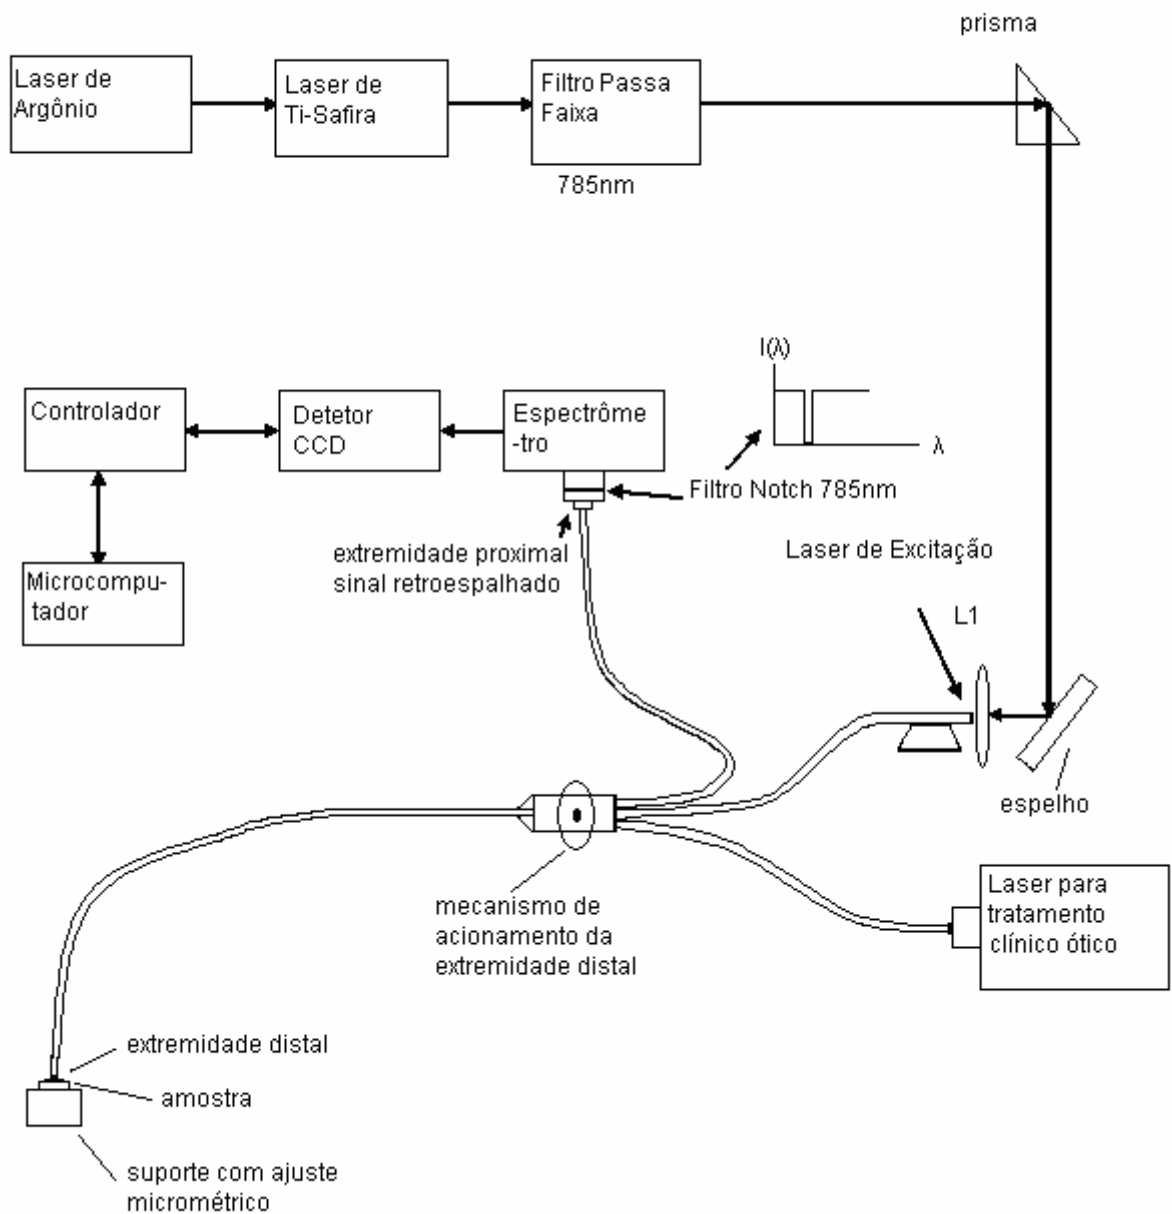 prisma
Laser de
Argônio
Laser de
Ti-Safira
Filtro Passa
Faixa
785nm
I(λ)
λ
Controlador
Detetor
CCD
Espectrôme
-tro
Filtro Notch 785nm
extremidade proximal
sinal retroespalhado
Laser de Excitação
L1
Microcompu-
tador
espelho
mecanismo de
acionamento da
extremidade distal
Laser para
tratamento
clínico ótico
extremidade distal
amostra
suporte com ajuste
micrométrico